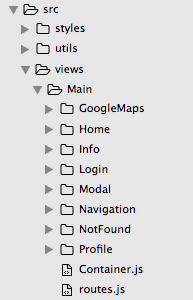 src
styles
utils
views
Main
GoogleMaps
Home
Info
Login
Modal
Navigation
NotFound
Profile
Container.js
routes.js